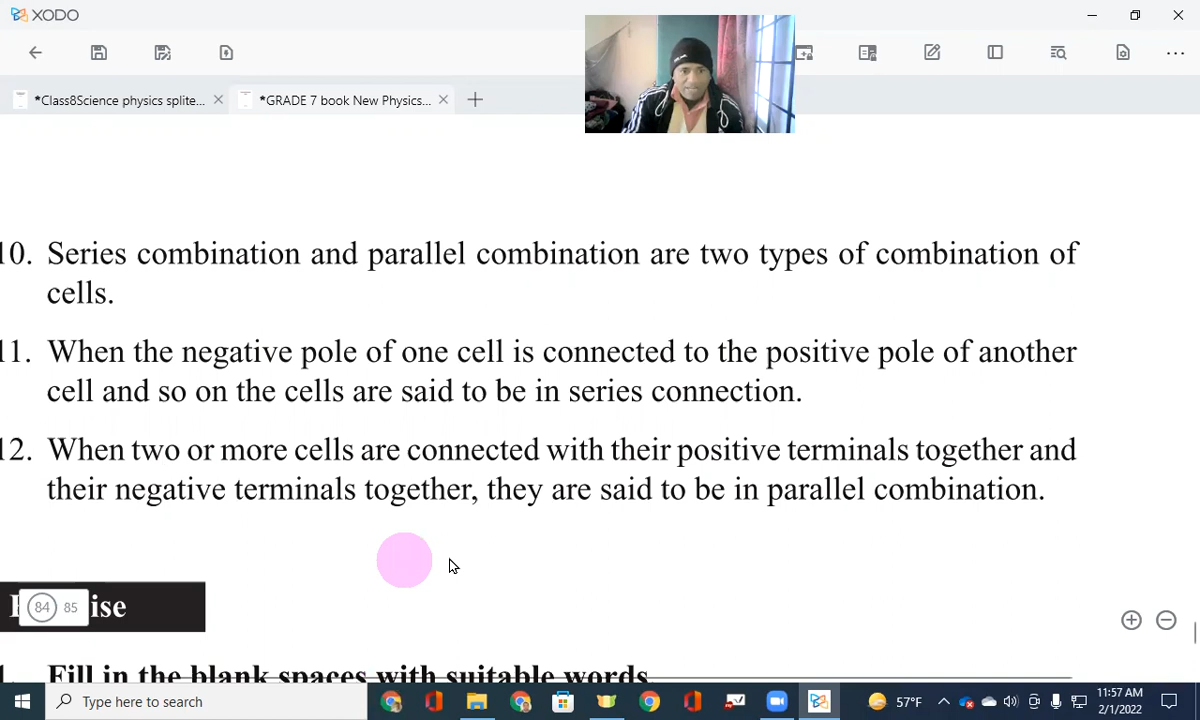 XODO
*Class8Science physics splite...
*GRADE 7 book New Physics...
10. Series combination and parallel combination are two types of combination of
cells.
11. When the negative pole of one cell is connected to the positive pole of another
cell and so on the cells are said to be in series connection.
12. When two or more cells are connected with their positive terminals together and
their negative terminals together, they are said to be in parallel combination.
84 85
ise
1. Fill in the blank spaces with suitable words
Type here to search
57°F
11:57 AM
2/1/2022